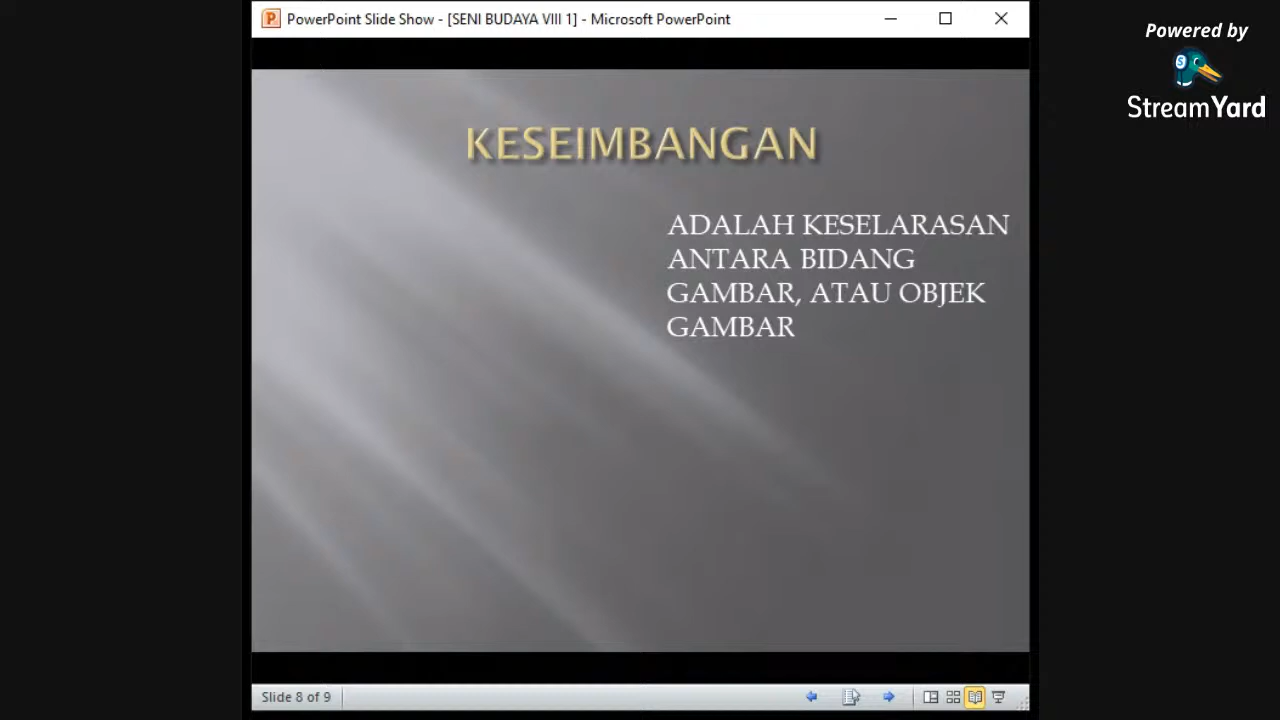 PowerPoint Slide Show - [SENI BUDAYA VIII 1] - Microsoft PowerPoint
Powered by
StreamYard
KESEIMBANGAN
ADALAH KESELARASAN
ANTARA BIDANG
GAMBAR, ATAU OBJEK
GAMBAR
Slide 8 of 9